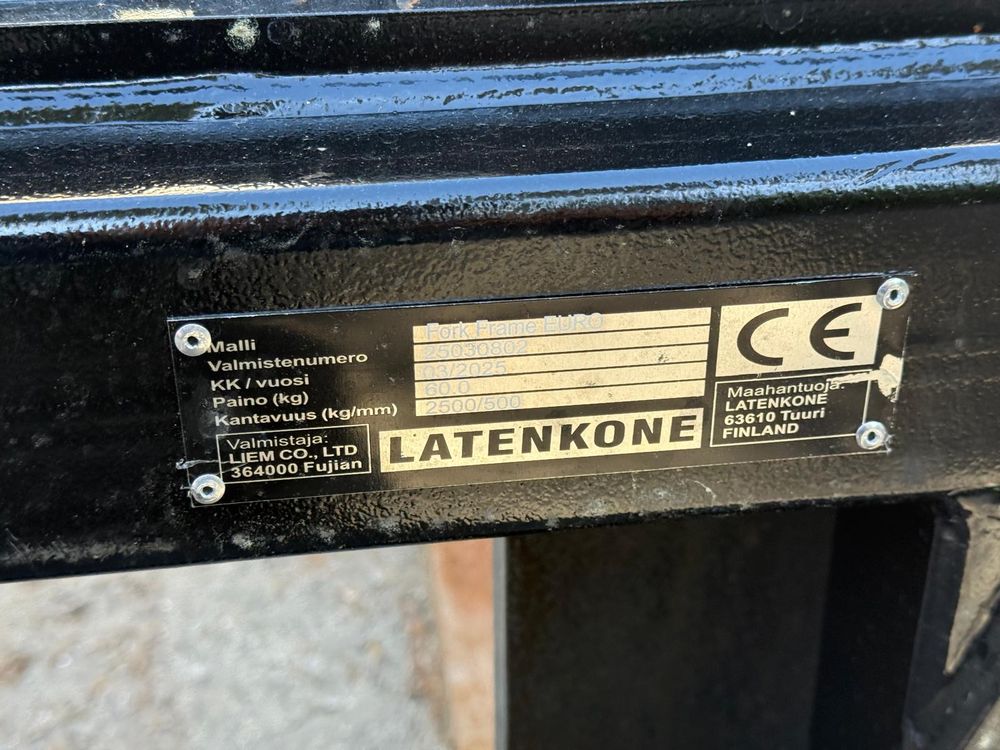 Malli Fork Frame EURO
Valmistenumero 25030802
KK / vuosi 03/2025
Paino (kg) 60.0
Kantavuus (kg/mm) 2500/500
Valmistaja:
LIEM CO., LTD
364000 Fujian
LATENKONE
CE
Maahantuoja:
LATENKONE
63610 Tuuri
FINLAND